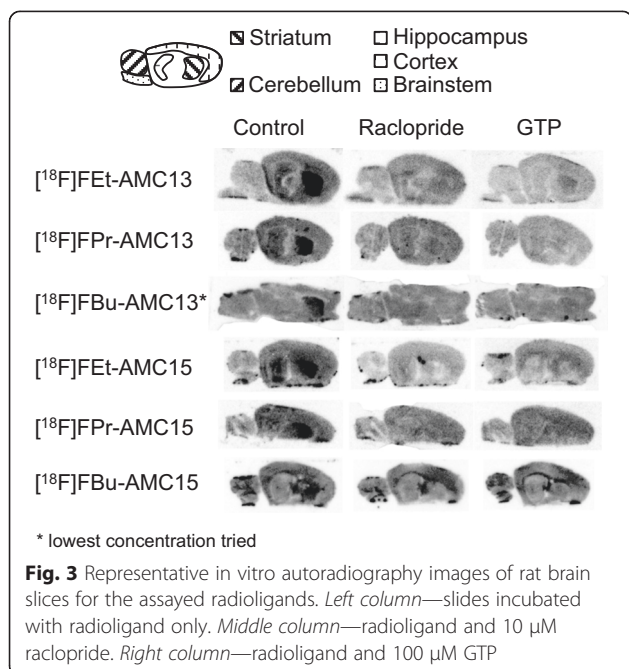 Striatum Hippocampus
Cortex
Cerebellum Brainstem
Control Raclopride GTP
[¹⁸F]FEt-AMC13
[¹⁸F]FPr-AMC13
[¹⁸F]FBu-AMC13*
[¹⁸F]FEt-AMC15
[¹⁸F]FPr-AMC15
[¹⁸F]FBu-AMC15
* lowest concentration tried
Fig. 3 Representative in vitro autoradiography images of rat brain
slices for the assayed radioligands. Left column—slides incubated
with radioligand only. Middle column—radioligand and 10 μM
raclopride. Right column—radioligand and 100 μM GTP